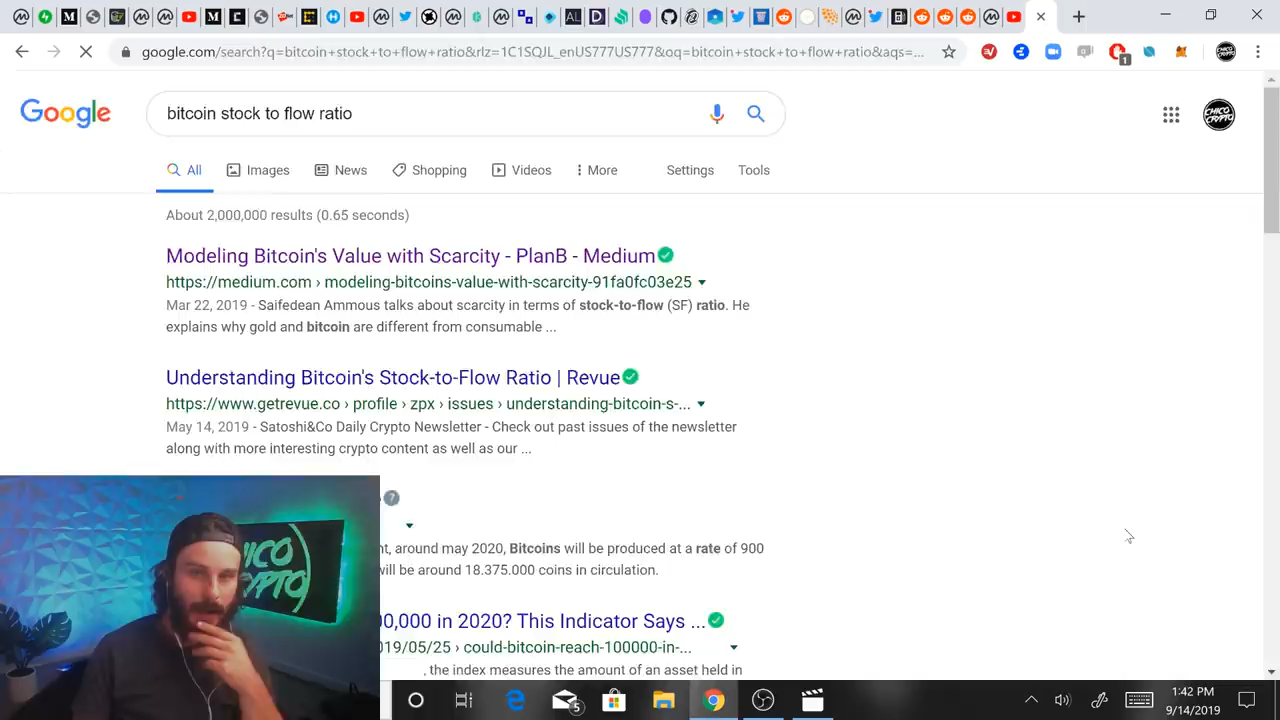 google.com/search?q=bitcoin+stock+to+flow+ratio&rlz=1C1SQJL_enUS777US777&oq=bitcoin+stock+to+flow+ratio&aqs=...
1
Google
bitcoin stock to flow ratio
CHICO CRYPTO
All Images News Shopping Videos More Settings Tools
About 2,000,000 results (0.65 seconds)
Modeling Bitcoin's Value with Scarcity - PlanB - Medium
https://medium.com › modeling-bitcoins-value-with-scarcity-91fa0fc03e25
Mar 22, 2019 - Saifedean Ammous talks about scarcity in terms of stock-to-flow (SF) ratio. He
explains why gold and bitcoin are different from consumable ...
Understanding Bitcoin's Stock-to-Flow Ratio | Revue
https://www.getrevue.co › profile › zpx › issues › understanding-bitcoin-s-...
May 14, 2019 - Satoshi&Co Daily Crypto Newsletter - Check out past issues of the newsletter
along with more interesting crypto content as well as our ...
nt, around may 2020, Bitcoins will be produced at a rate of 900
will be around 18.375.000 coins in circulation.
00,000 in 2020? This Indicator Says ...
019/05/25 › could-bitcoin-reach-100000-in-...
, the index measures the amount of an asset held in
CHICO
CRYPTO
5
1:42 PM
9/14/2019